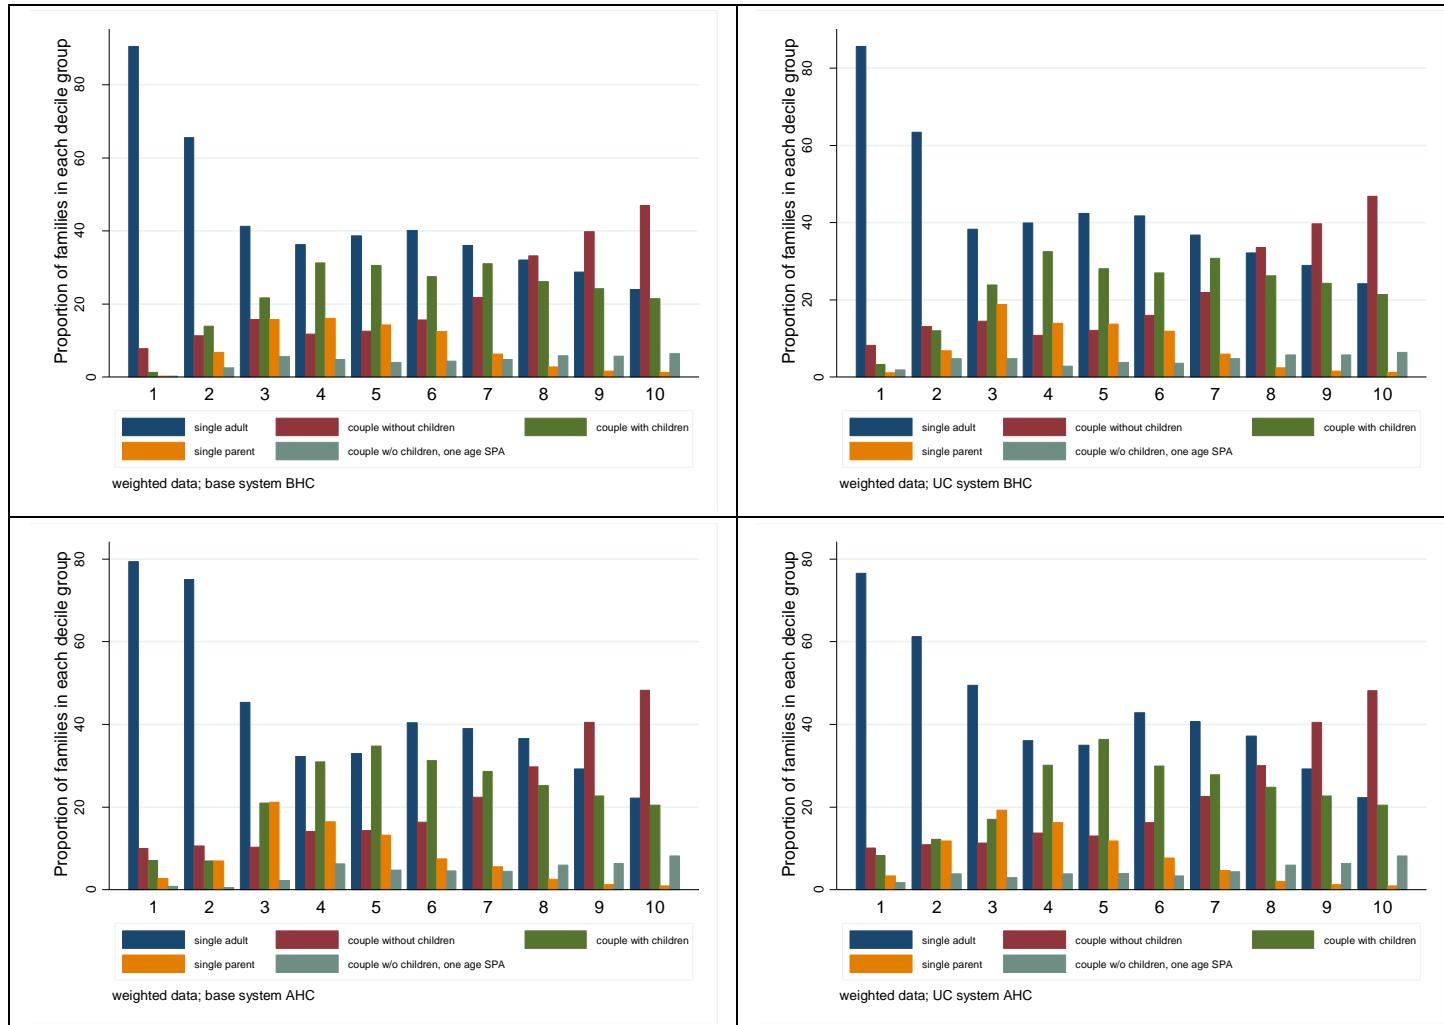 Proportion of families in each decile group
80
60
40
20
0
1 2 3 4 5 6 7 8 9 10
single adult couple without children couple with children
single parent couple w/o children, one age SPA
weighted data; base system BHC
Proportion of families in each decile group
80
60
40
20
0
1 2 3 4 5 6 7 8 9 10
single adult couple without children couple with children
single parent couple w/o children, one age SPA
weighted data; UC system BHC
Proportion of families in each decile group
80
60
40
20
0
1 2 3 4 5 6 7 8 9 10
single adult couple without children couple with children
single parent couple w/o children, one age SPA
weighted data; base system AHC
Proportion of families in each decile group
80
60
40
20
0
1 2 3 4 5 6 7 8 9 10
single adult couple without children couple with children
single parent couple w/o children, one age SPA
weighted data; UC system AHC